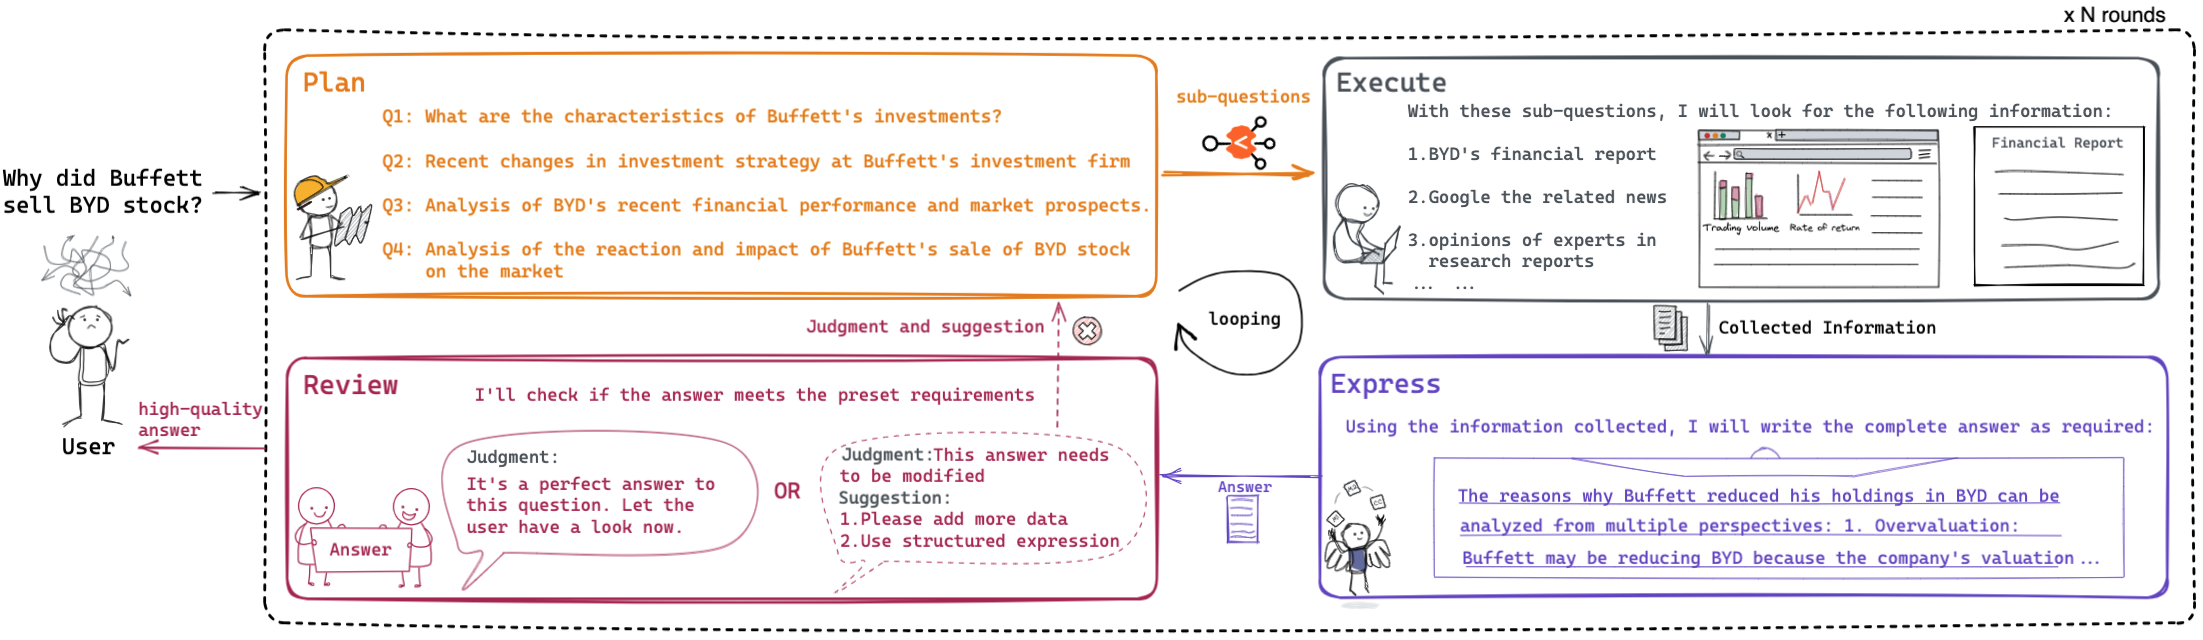 x N rounds
Why did Buffett
sell BYD stock?
User
high-quality
answer
Plan
Q1: What are the characteristics of Buffett's investments?
Q2: Recent changes in investment strategy at Buffett's investment firm
Q3: Analysis of BYD's recent financial performance and market prospects.
Q4: Analysis of the reaction and impact of Buffett's sale of BYD stock
on the market
sub-questions
Execute
With these sub-questions, I will look for the following information:
1.BYD's financial report
2.Google the related news
3.opinions of experts in
research reports
... ...
Trading volume
Rate of return
Financial Report
looping
Collected Information
Express
Using the information collected, I will write the complete answer as required:
The reasons why Buffett reduced his holdings in BYD can be
analyzed from multiple perspectives: 1. Overvaluation:
Buffett may be reducing BYD because the company's valuation ...
Answer
Judgment and suggestion
Review
I'll check if the answer meets the preset requirements
Judgment:
It's a perfect answer to
this question. Let the
user have a look now.
OR
Judgment:This answer needs
to be modified
Suggestion:
1.Please add more data
2.Use structured expression
Answer